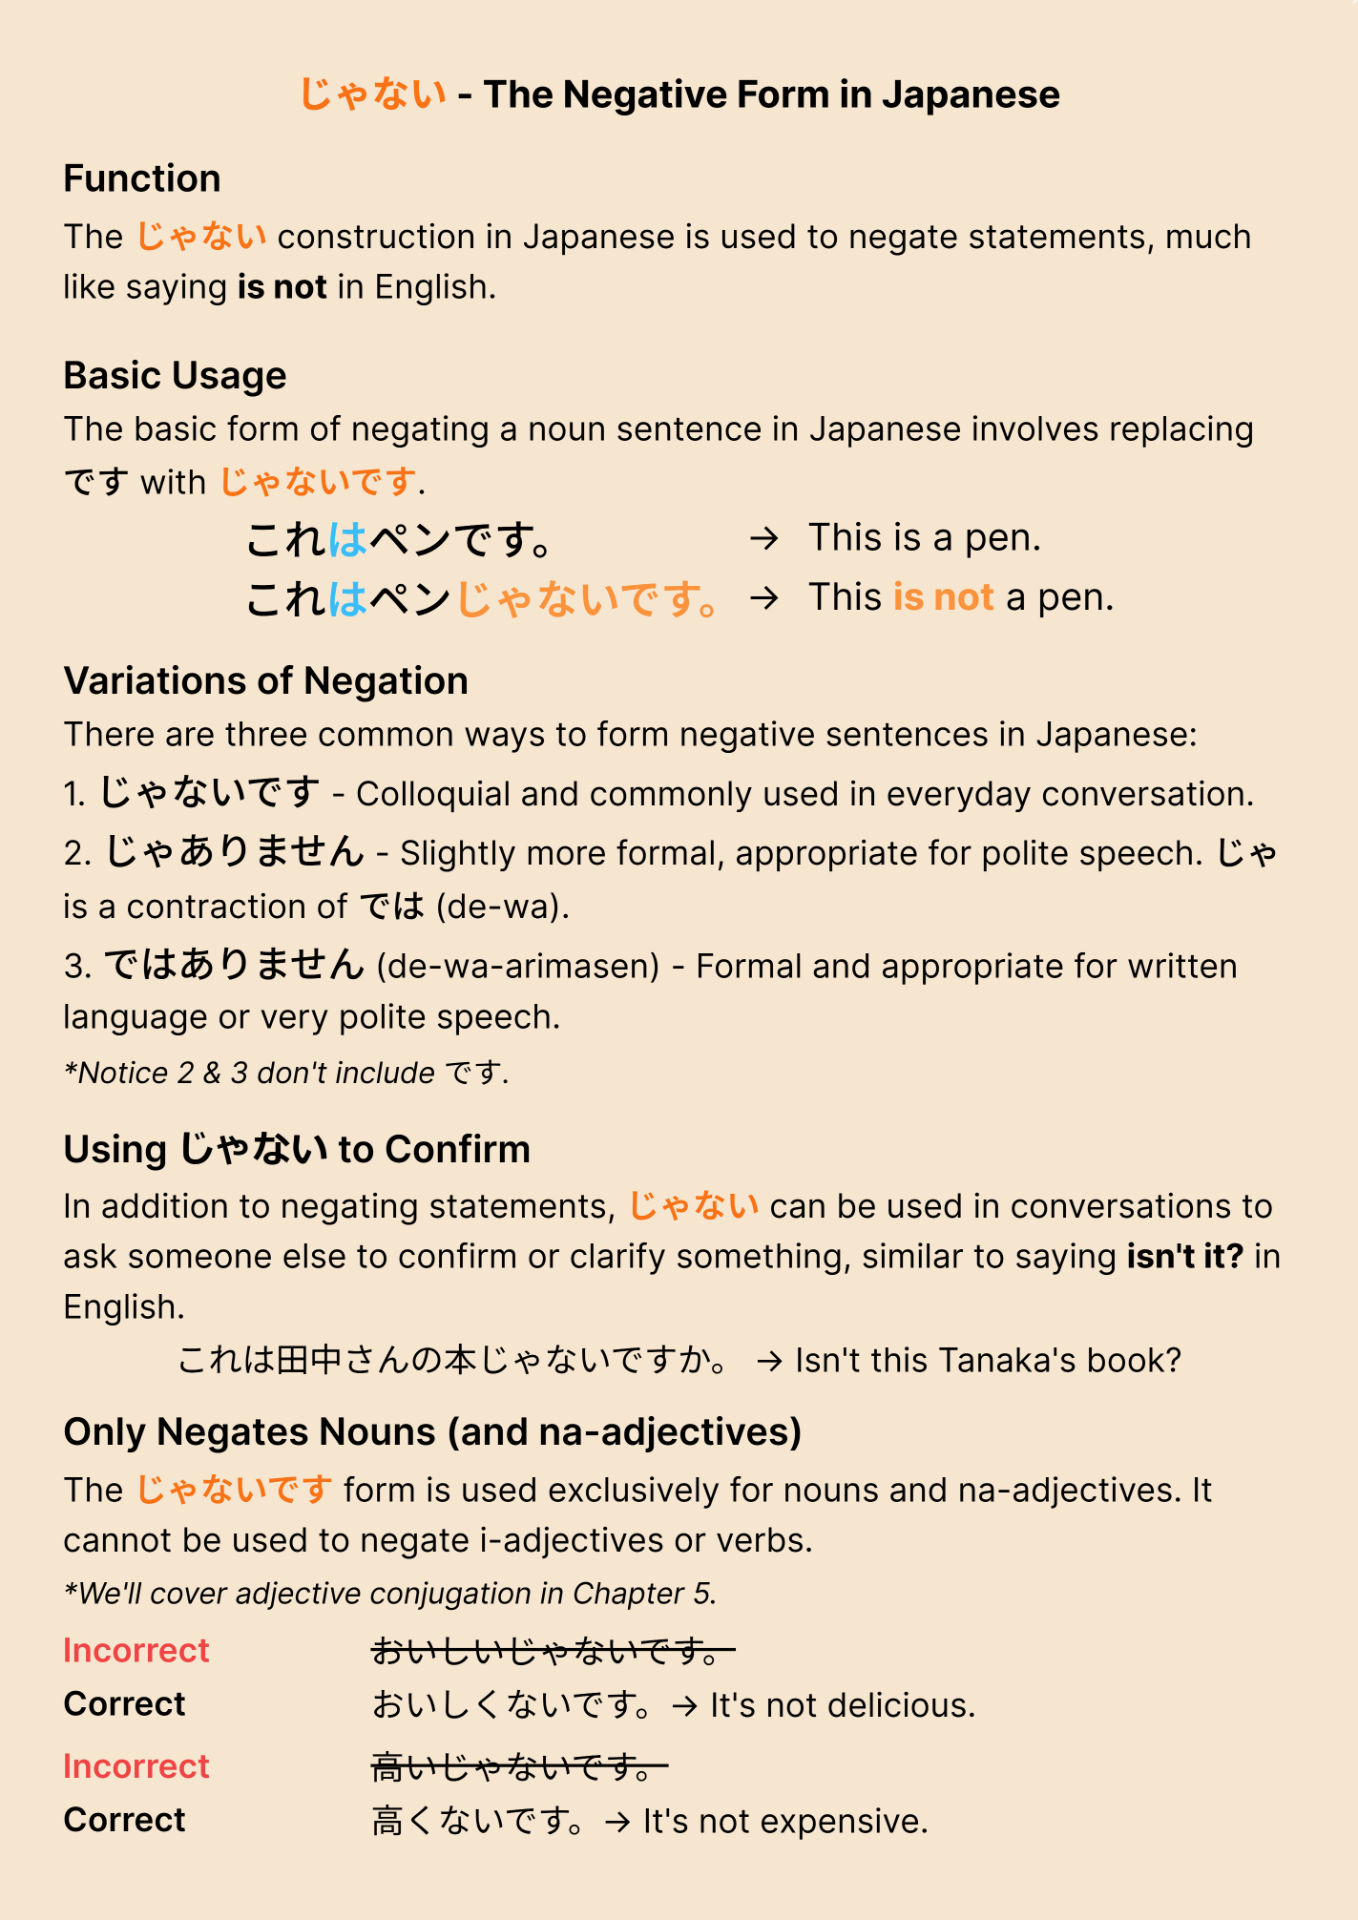 じゃない - The Negative Form in Japanese
Function
The じゃない construction in Japanese is used to negate statements, much
like saying is not in English.
Basic Usage
The basic form of negating a noun sentence in Japanese involves replacing
です with じゃないです.
これはペンです。 → This is a pen.
これはペンじゃないです。 → This is not a pen.
Variations of Negation
There are three common ways to form negative sentences in Japanese:
1. じゃないです - Colloquial and commonly used in everyday conversation.
2. じゃありません - Slightly more formal, appropriate for polite speech. じゃ
is a contraction of では (de-wa).
3. ではありません (de-wa-arimasen) - Formal and appropriate for written
language or very polite speech.
*Notice 2 & 3 don't include です.
Using じゃない to Confirm
In addition to negating statements, じゃない can be used in conversations to
ask someone else to confirm or clarify something, similar to saying isn't it? in
English.
これは田中さんの本じゃないですか。 → Isn't this Tanaka's book?
Only Negates Nouns (and na-adjectives)
The じゃないです form is used exclusively for nouns and na-adjectives. It
cannot be used to negate i-adjectives or verbs.
*We'll cover adjective conjugation in Chapter 5.
Incorrect おいしいじゃないです。
Correct おいしくないです。→ It's not delicious.
Incorrect 高いじゃないです。
Correct 高くないです。→ It's not expensive.